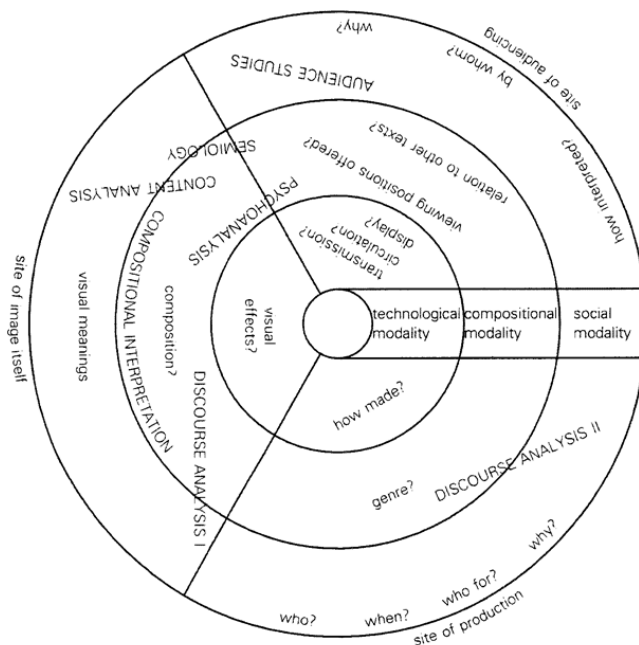 site of audiencing
why?
by whom?
how interpreted?
AUDIENCE STUDIES
relation to other texts?
viewing positions offered?
transmission?
circulation?
display?
SEMIOLOGY
CONTENT ANALYSIS
PSYCHOANALYSIS
COMPOSITIONAL INTERPRETATION
site of image itself
visual meanings
composition?
visual
effects?
DISCOURSE ANALYSIS I
technological
modality
compositional
modality
social
modality
how made?
genre?
DISCOURSE ANALYSIS II
who?
when?
who for?
why?
site of production